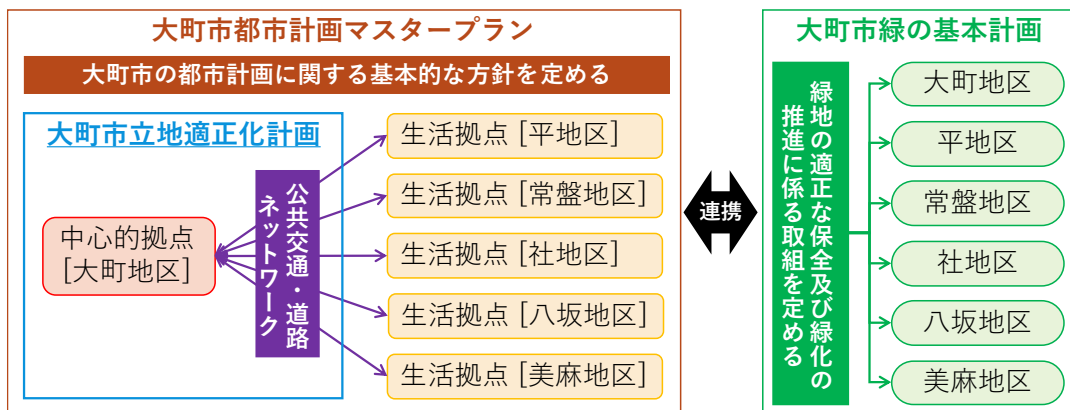 大町市都市計画マスタープラン
大町市の都市計画に関する基本的な方針を定める
大町市立地適正化計画
中心的拠点
[大町地区]
公共交通・道路
ネットワーク
生活拠点 [平地区]
生活拠点 [常盤地区]
生活拠点 [社地区]
生活拠点 [八坂地区]
生活拠点 [美麻地区]
連携
大町市緑の基本計画
緑地の適正な保全及び緑化の
推進に係る取組を定める
大町地区
平地区
常盤地区
社地区
八坂地区
美麻地区